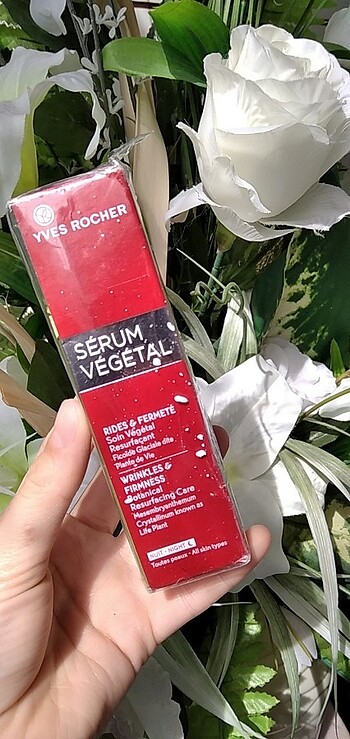 YVES ROCHER
SÉRUM
VÉGÉTAL
RIDES & FERMETÉ
Soin Végétal
Resurfaçant
Ficoïde Glaciale dite
Plante de Vie
WRINKLES &
FIRMNESS
Botanical
Resurfacing Care
Mesembryanthemum
Crystallinum known as
Life Plant
NUIT - NIGHT
Toutes peaux - All skin types